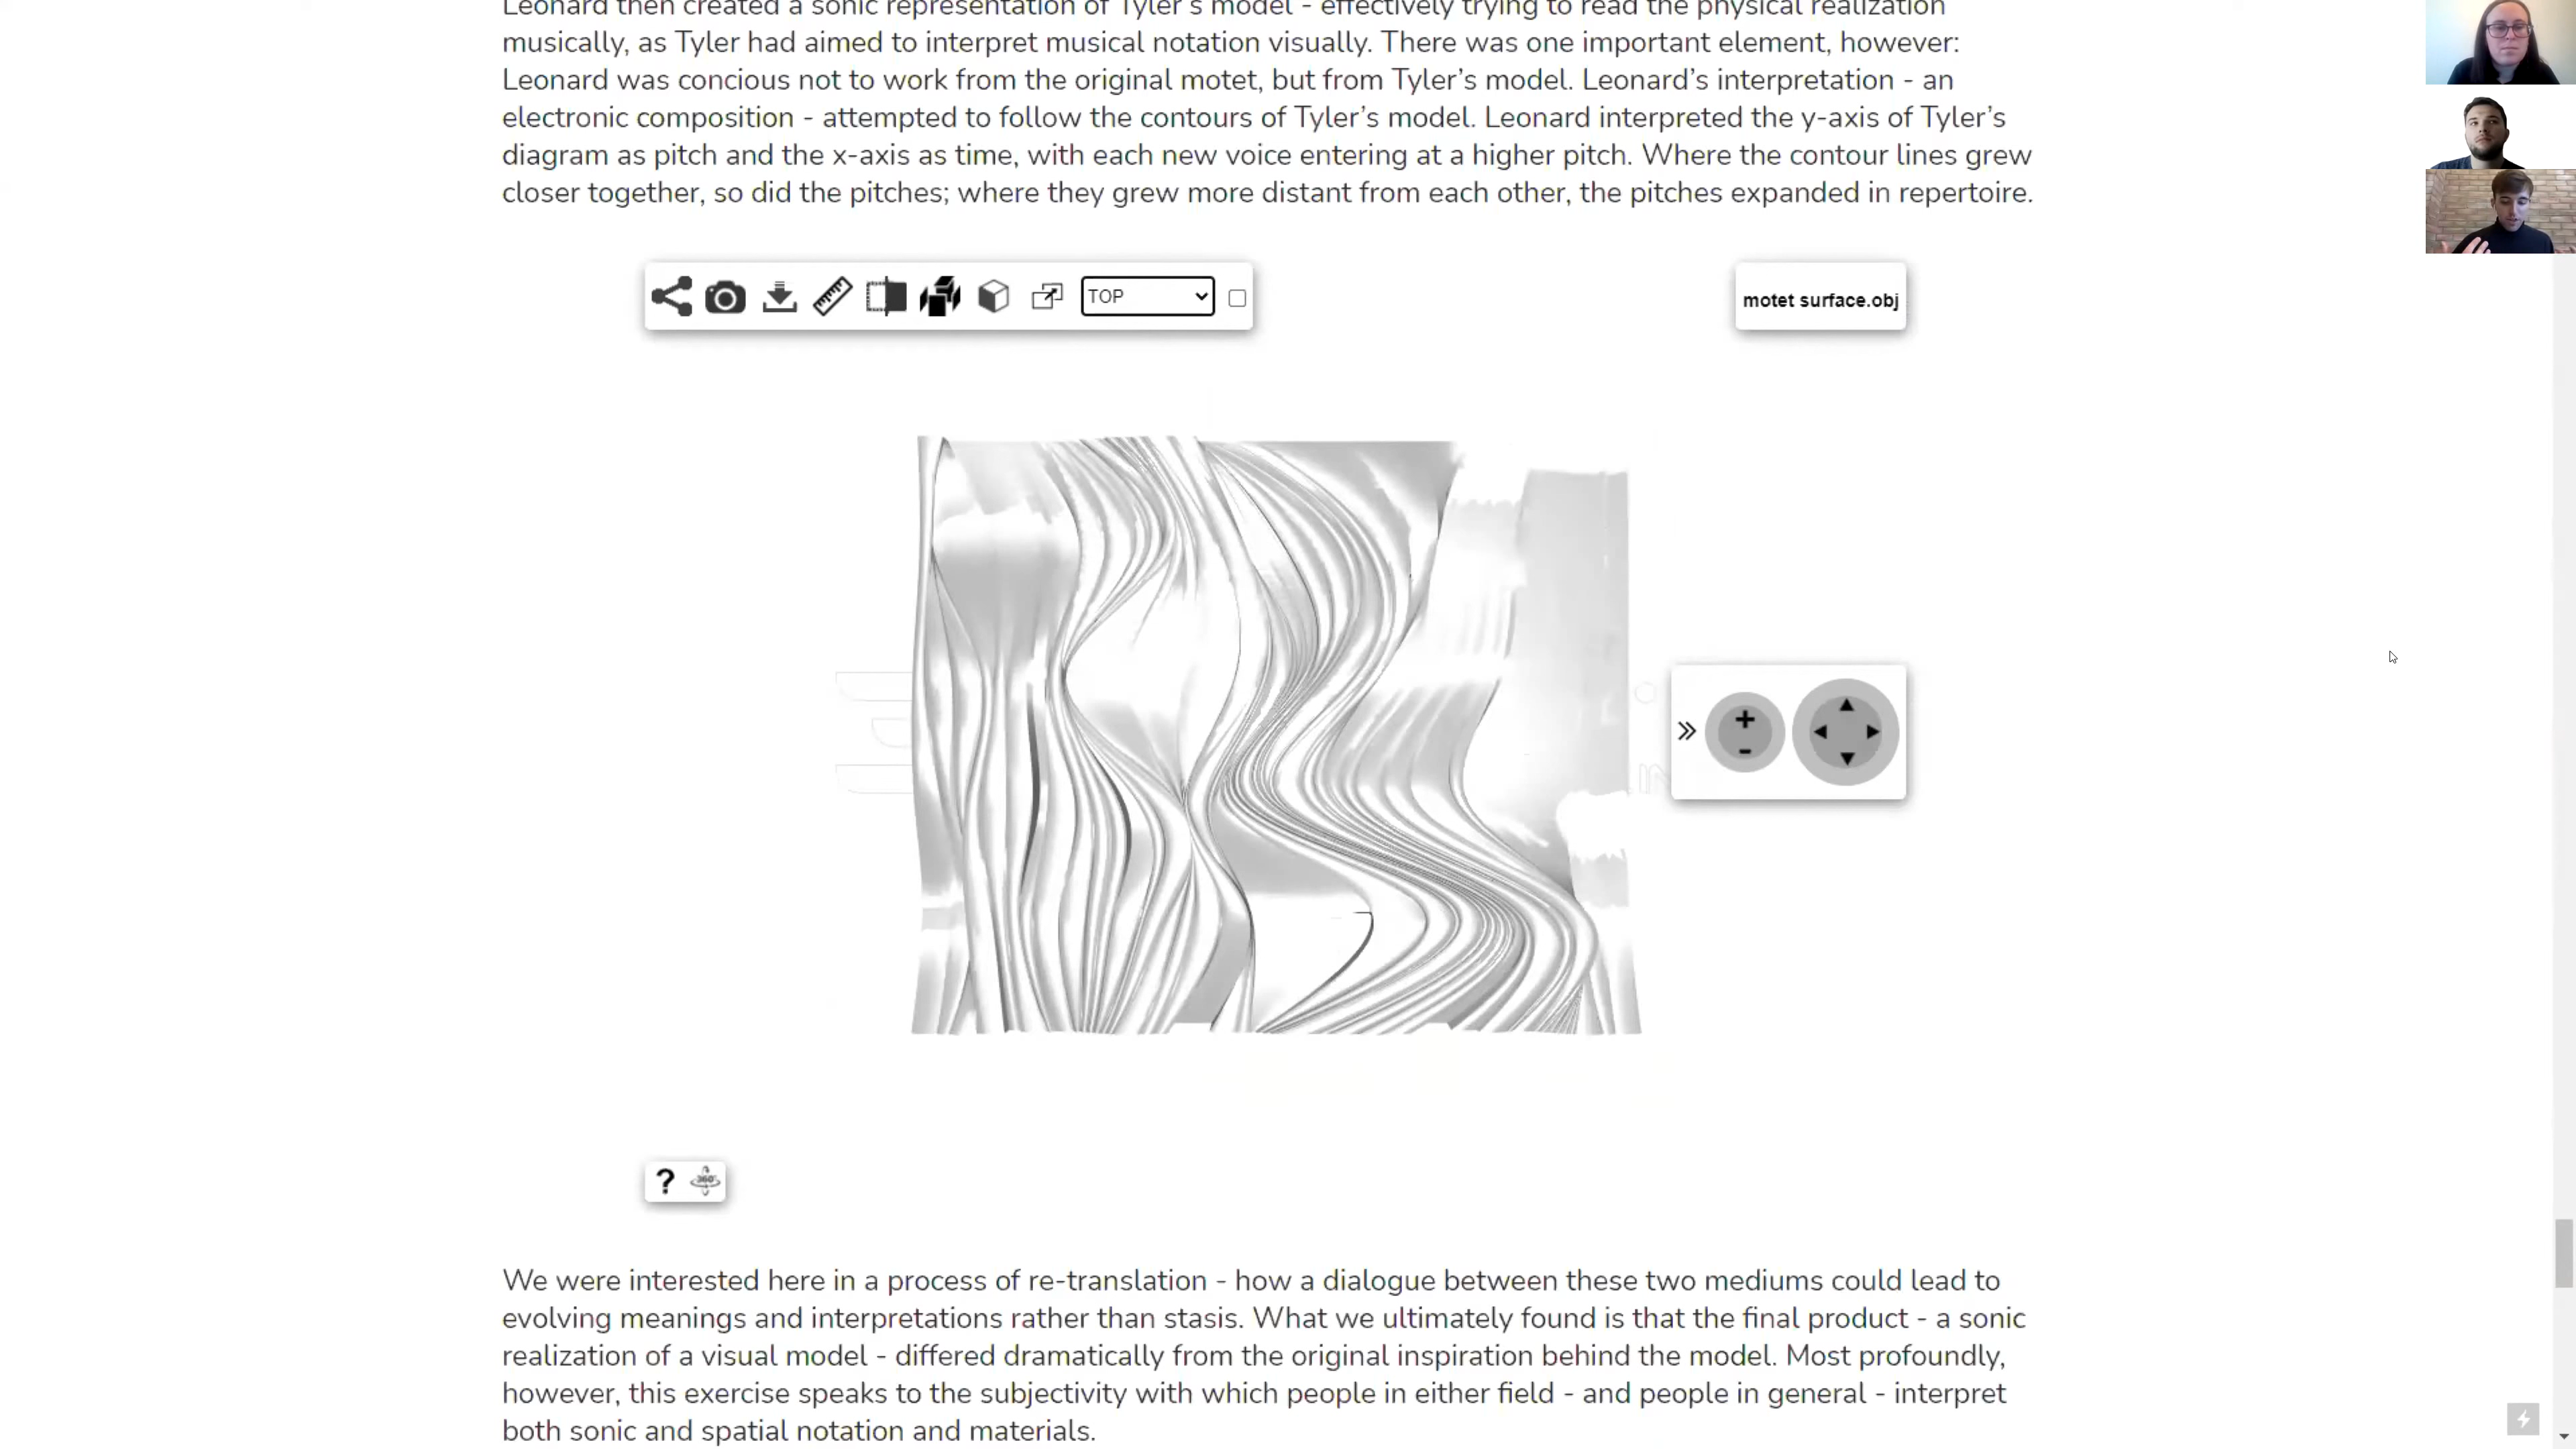 Leonard then created a sonic representation of Tyler's model - effectively trying to read the physical realization
musically, as Tyler had aimed to interpret musical notation visually. There was one important element, however:
Leonard was concious not to work from the original motet, but from Tyler's model. Leonard's interpretation - an
electronic composition - attempted to follow the contours of Tyler's model. Leonard interpreted the y-axis of Tyler's
diagram as pitch and the x-axis as time, with each new voice entering at a higher pitch. Where the contour lines grew
closer together, so did the pitches; where they grew more distant from each other, the pitches expanded in repertoire.
TOP
motet surface.obj
+
-
? 360°
We were interested here in a process of re-translation - how a dialogue between these two mediums could lead to
evolving meanings and interpretations rather than stasis. What we ultimately found is that the final product - a sonic
realization of a visual model - differed dramatically from the original inspiration behind the model. Most profoundly,
however, this exercise speaks to the subjectivity with which people in either field - and people in general - interpret
both sonic and spatial notation and materials.